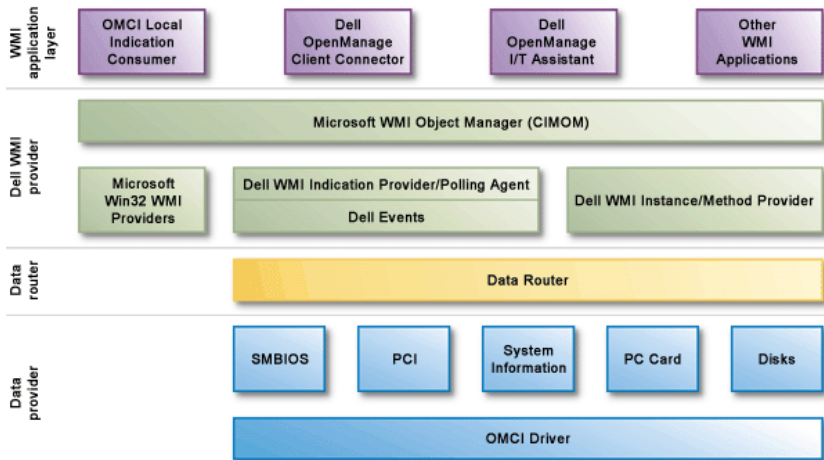 WMI
application
layer
OMCI Local
Indication
Consumer
Dell
OpenManage
Client Connector
Dell
OpenManage
I/T Assistant
Other
WMI
Applications
Dell WMI
provider
Microsoft WMI Object Manager (CIMOM)
Microsoft
Win32 WMI
Providers
Dell WMI Indication Provider/Polling Agent
Dell Events
Dell WMI Instance/Method Provider
Data
router
Data Router
Data
provider
SMBIOS
PCI
System
Information
PC Card
Disks
OMCI Driver